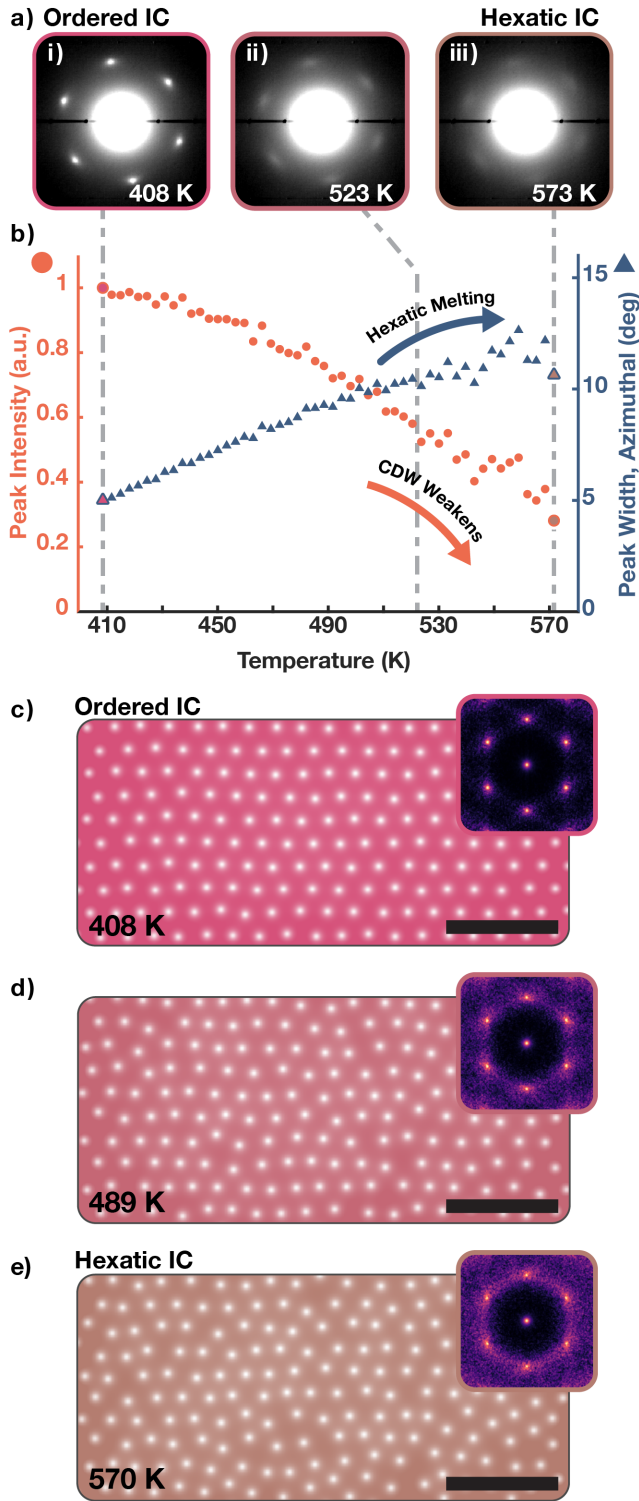 a) Ordered IC Hexatic IC
i) ii) iii)
408 K 523 K 573 K
b)
Peak Intensity (a.u.)
1
0.8
0.6
0.4
0.2
0
Hexatic Melting
CDW Weakens
15
10
5
0
Peak Width, Azimuthal (deg)
410 450 490 530 570
Temperature (K)
c) Ordered IC
408 K
d)
489 K
e) Hexatic IC
570 K